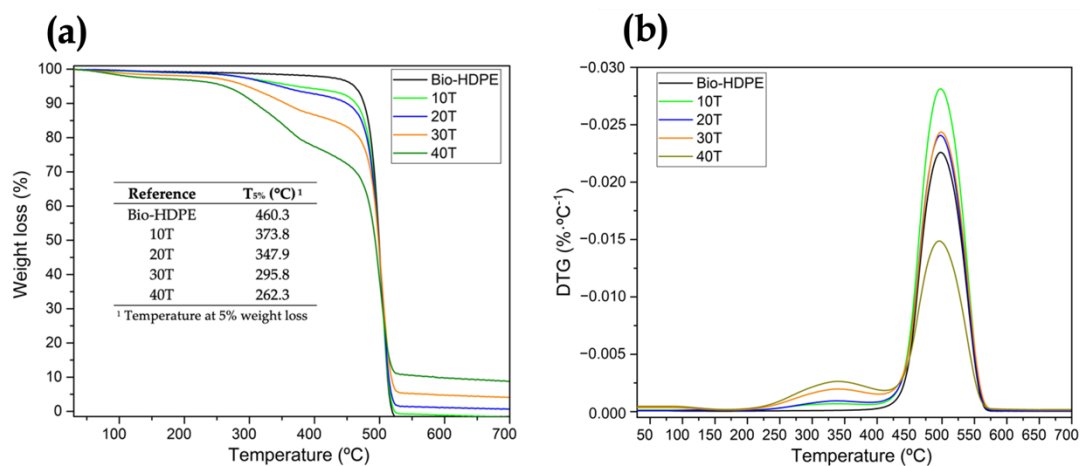 (a)
(b)
Weight loss (%)
100
90
80
70
60
50
40
30
20
10
0
Bio-HDPE
10T
20T
30T
40T
Reference T5% (ºC) ¹
Bio-HDPE 460.3
10T 373.8
20T 347.9
30T 295.8
40T 262.3
¹ Temperature at 5% weight loss
100 200 300 400 500 600 700
Temperature (ºC)
DTG (%·ºC⁻¹)
−0.030
−0.025
−0.020
−0.015
−0.010
−0.005
0.000
Bio-HDPE
10T
20T
30T
40T
50 100 150 200 250 300 350 400 450 500 550 600 650 700
Temperature (ºC)